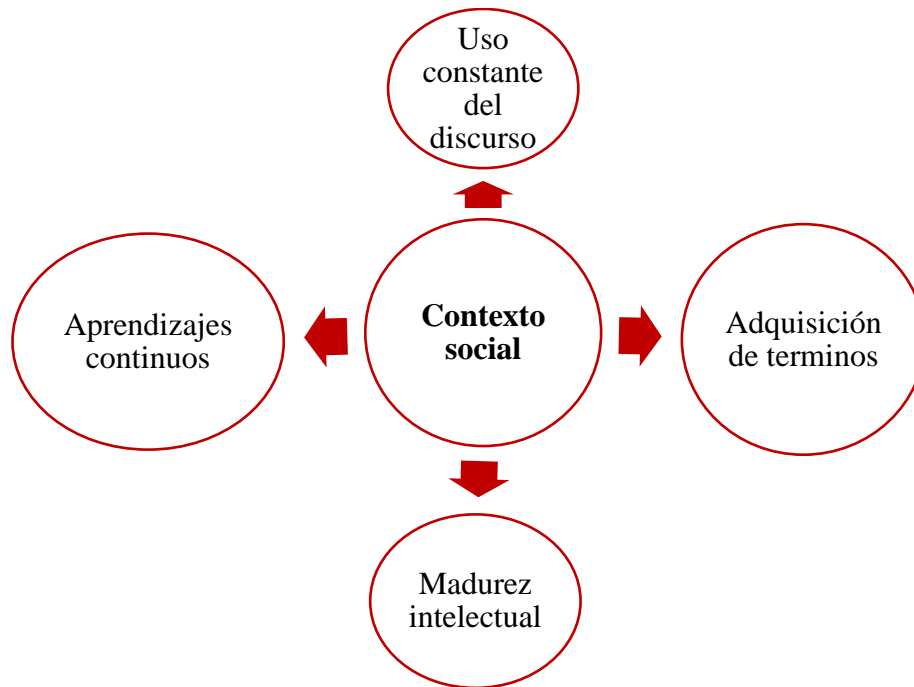 Uso
constante
del
discurso
Aprendizajes
continuos
Contexto
social
Adquisición
de terminos
Madurez
intelectual